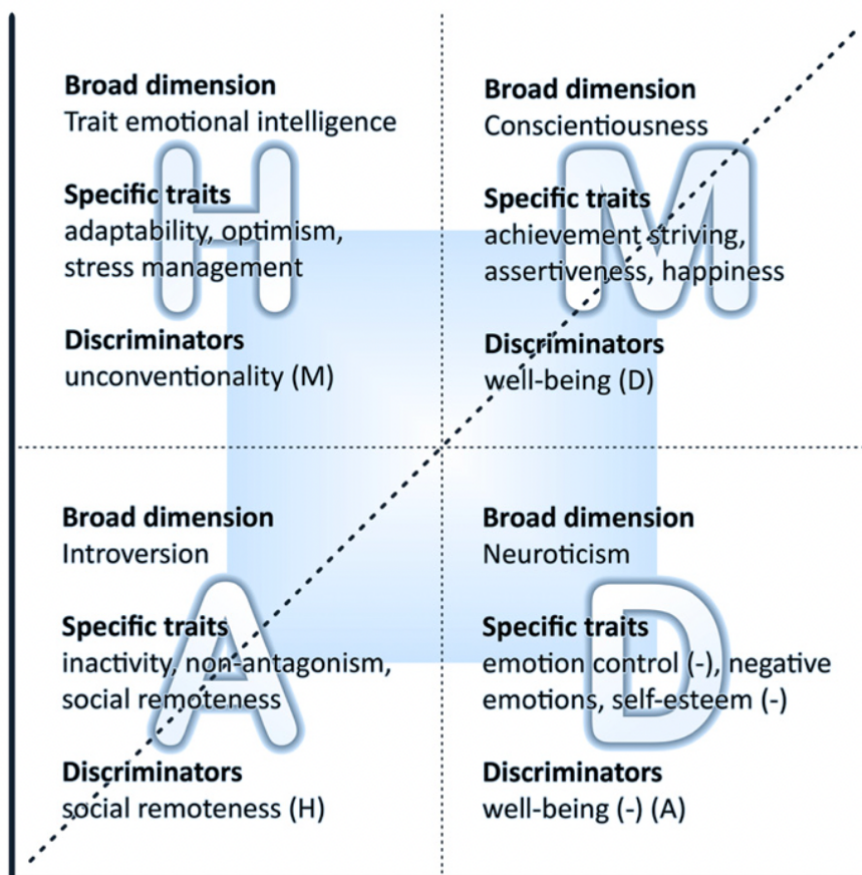 Broad dimension
Trait emotional intelligence
Specific traits
adaptability, optimism,
stress management
Discriminators
unconventionality (M)
H
Broad dimension
Conscientiousness
Specific traits
achievement striving,
assertiveness, happiness
Discriminators
well-being (D)
M
Broad dimension
Introversion
Specific traits
inactivity, non-antagonism,
social remoteness
Discriminators
social remoteness (H)
A
Broad dimension
Neuroticism
Specific traits
emotion control (-), negative
emotions, self-esteem (-)
Discriminators
well-being (-) (A)
D